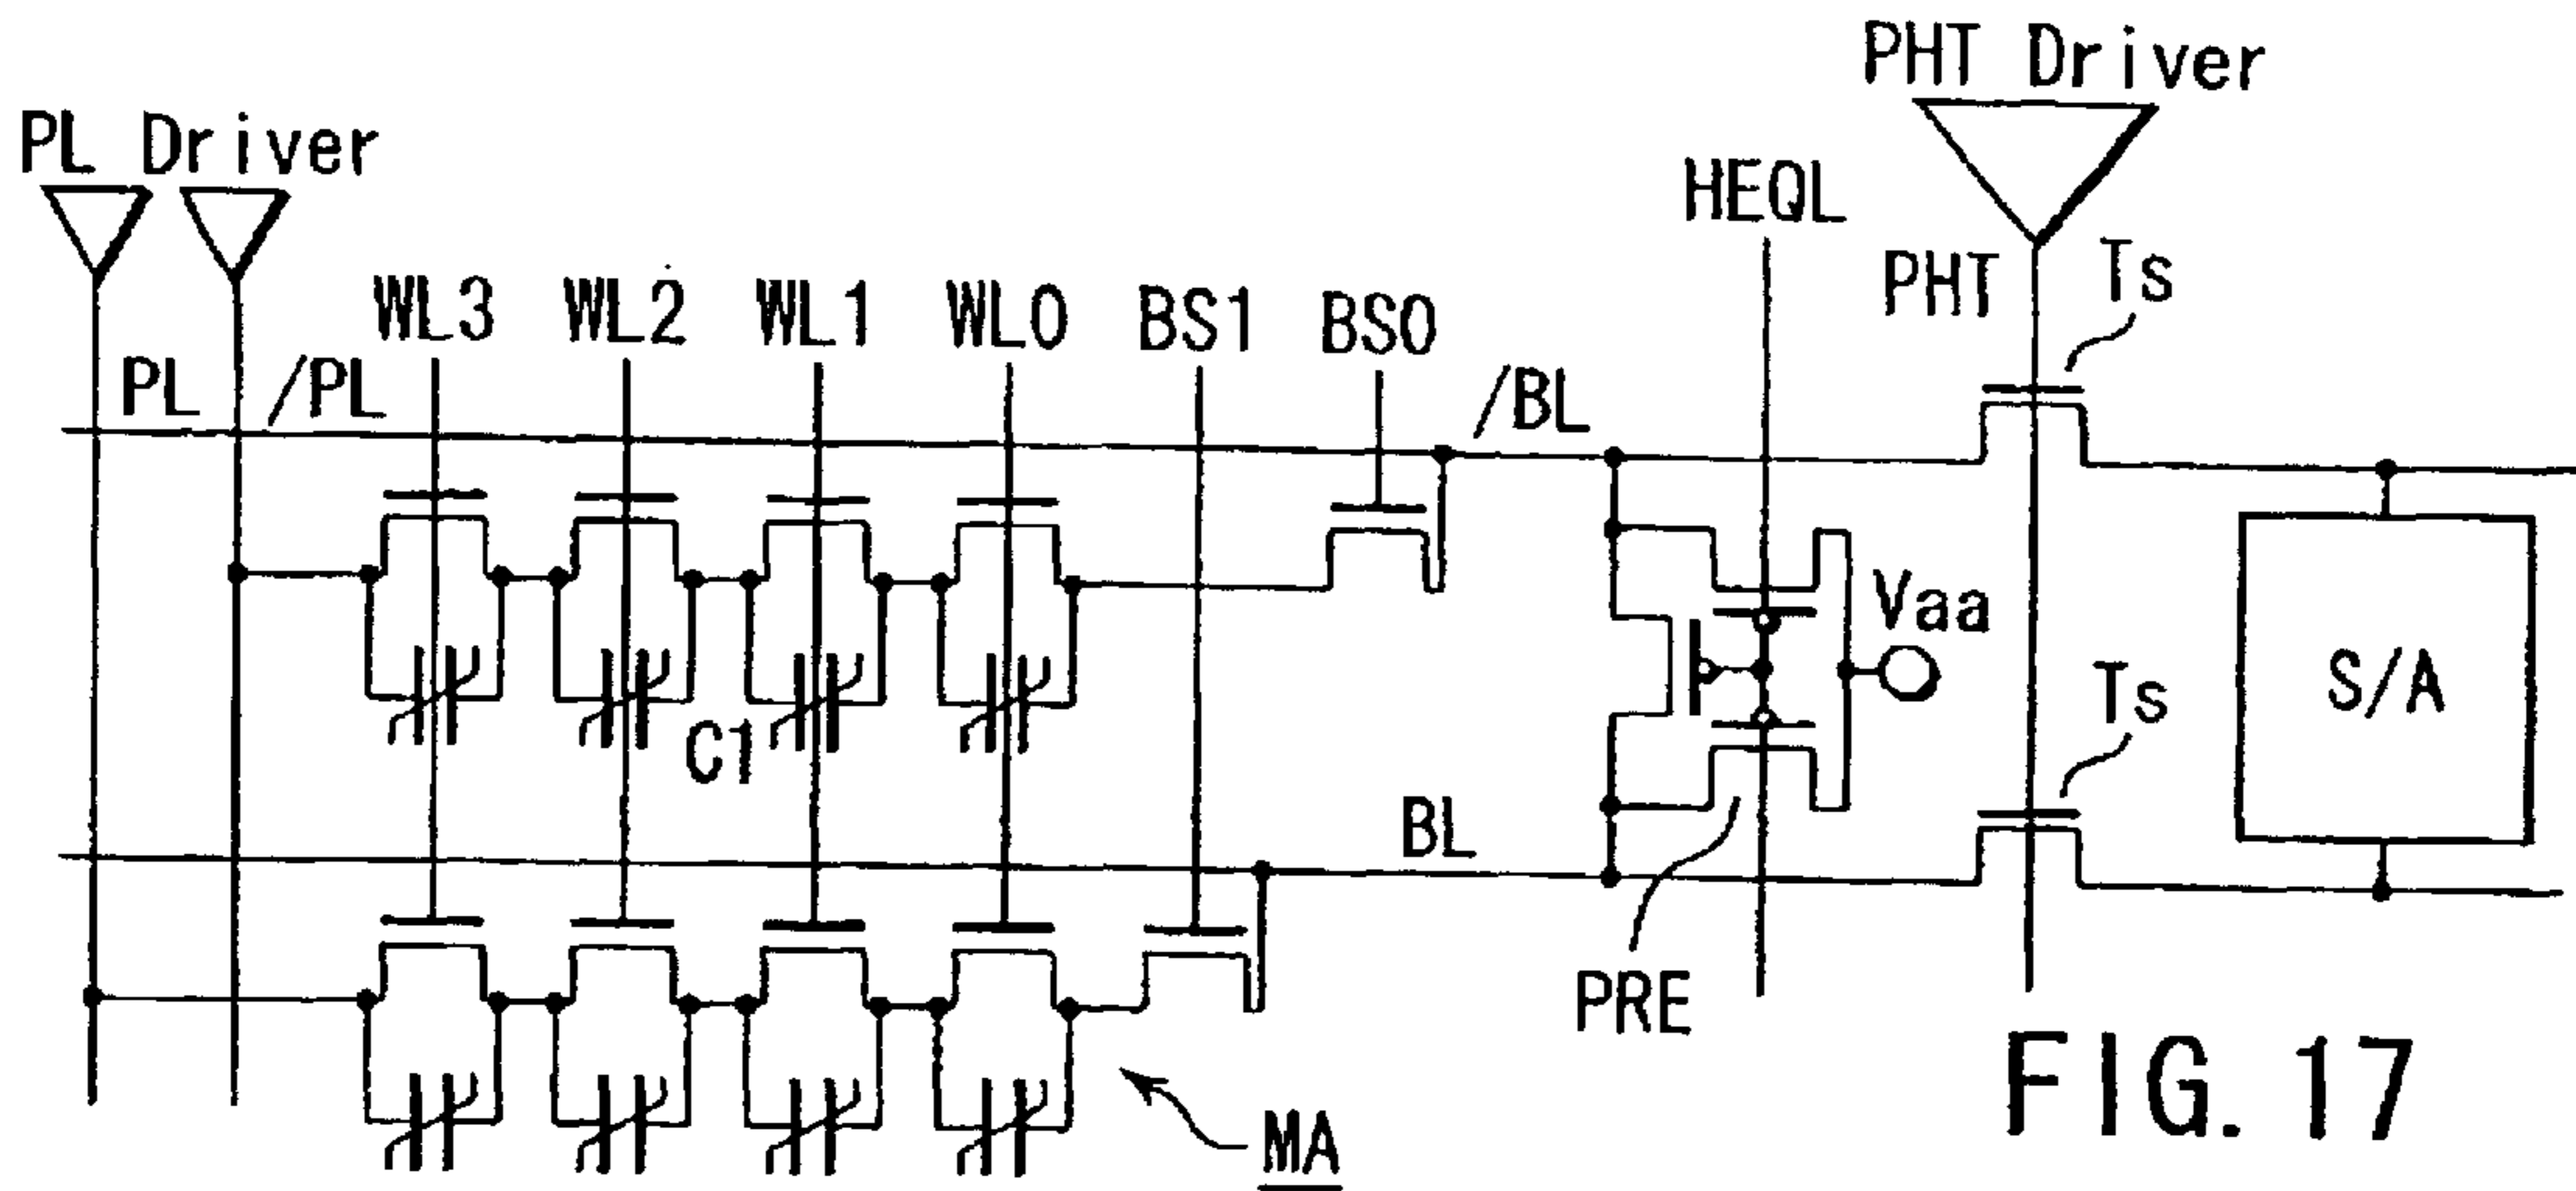 PHT Driver
PL Driver
HEQL
PHT
Ts
WL3
WL2
WL1
WL0
BS1
BS0
PL
/PL
/BL
Vaa
Ts
S/A
C1
BL
PRE
MA
FIG. 17